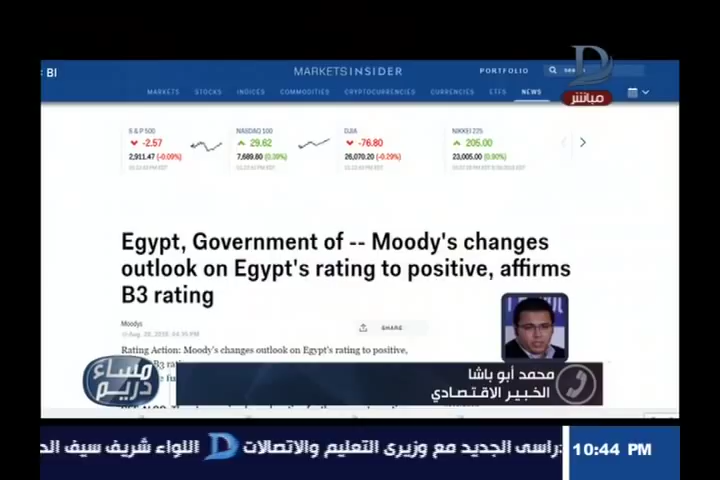 BI
MARKETS INSIDER
PORTFOLIO
MARKETS STOCKS INDICES COMMODITIES CRYPTOCURRENCIES CURRENCIES ETFS NEWS
مباشر
S&P 500
-2.57
2,911.47 (-0.09%)
NASDAQ 100
29.62
7,689.80 (0.39%)
DJIA
-76.80
26,070.20 (-0.29%)
NIKKEI 225
205.00
23,005.00 (0.90%)
Egypt, Government of -- Moody's changes
outlook on Egypt's rating to positive, affirms
B3 rating
Moodys
SHARE
Rating Action: Moody's changes outlook on Egypt's rating to positive,
مساء
دريم
محمد أبو باشا
الخبير الاقتصادي
دراسى الجديد مع وزيرى التعليم والاتصالات
اللواء شريف سيف الد
10:44 PM